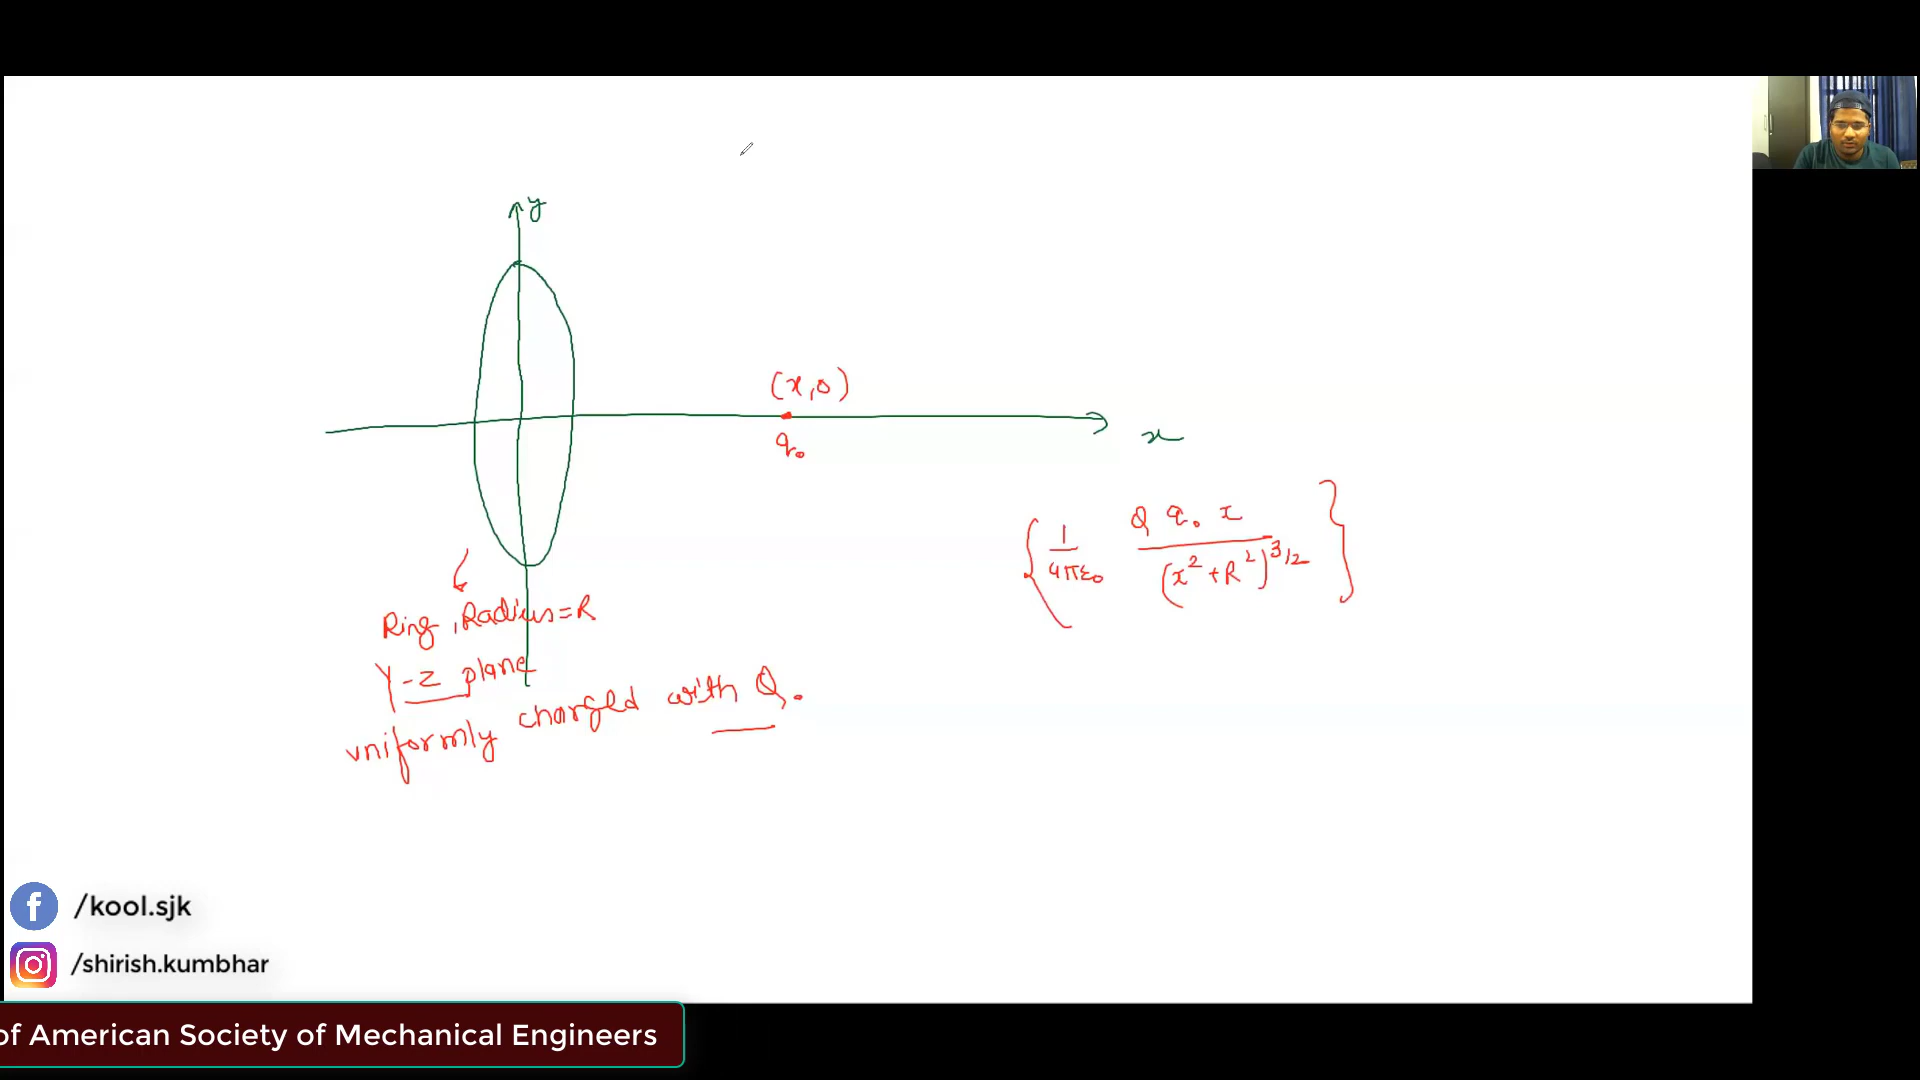 y
(x,0)
q₀
x
{ 1/4πε₀ Q q₀ x/(x²+R²)^3/2 }
Ring, Radius=R
Y-z plane
uniformly charged with Q.
/kool.sjk
/shirish.kumbhar
of American Society of Mechanical Engineers